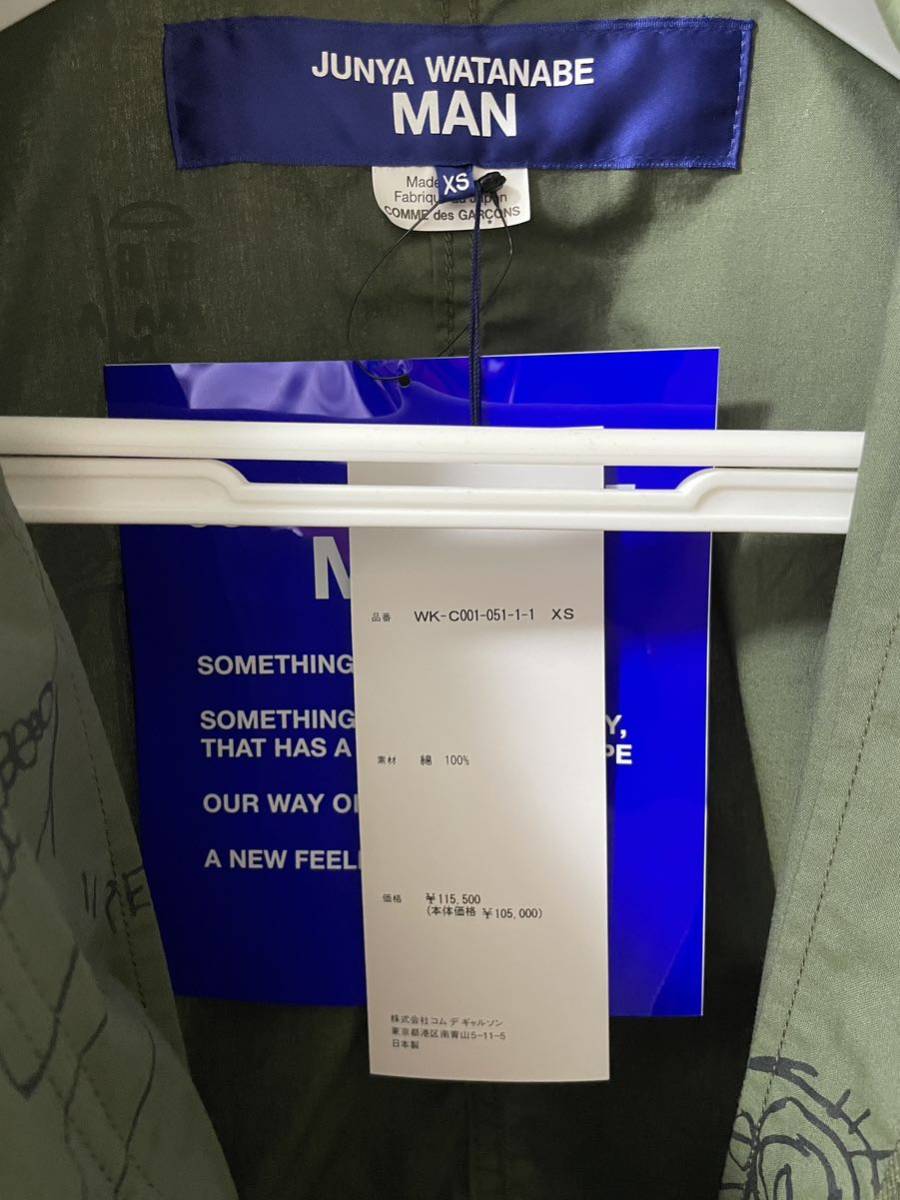 JUNYA WATANABE
MAN
XS
Made
COMME des GARÇONS
品番 WK-C001-051-1-1 XS
素材 綿 100%
価格 ¥115,500
(本体価格 ¥105,000)
株式会社コム デ ギャルソン
東京都港区南青山5-11-5
日本製
SOMETHING
SOMETHING
THAT HAS A
OUR WAY
A NEW